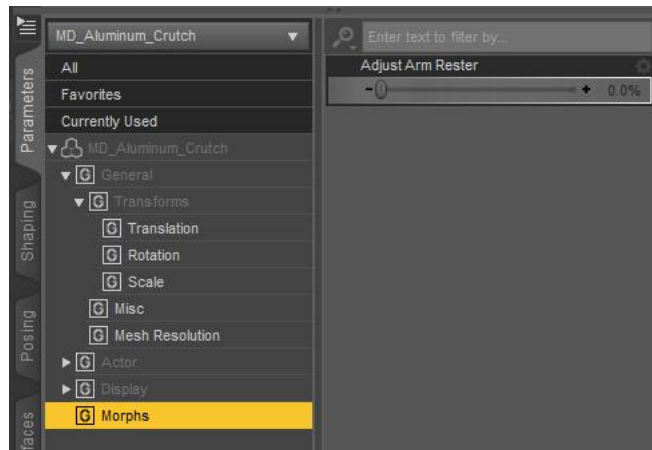 MD_Aluminum_Crutch
Enter text to filter by...
All
Favorites
Currently Used
MD_Aluminum_Crutch
G General
G Transforms
G Translation
G Rotation
G Scale
G Misc
G Mesh Resolution
G Actor
G Display
G Morphs
Adjust Arm Rester
- + 0.0%
Parameters
Shaping
Posing
faces